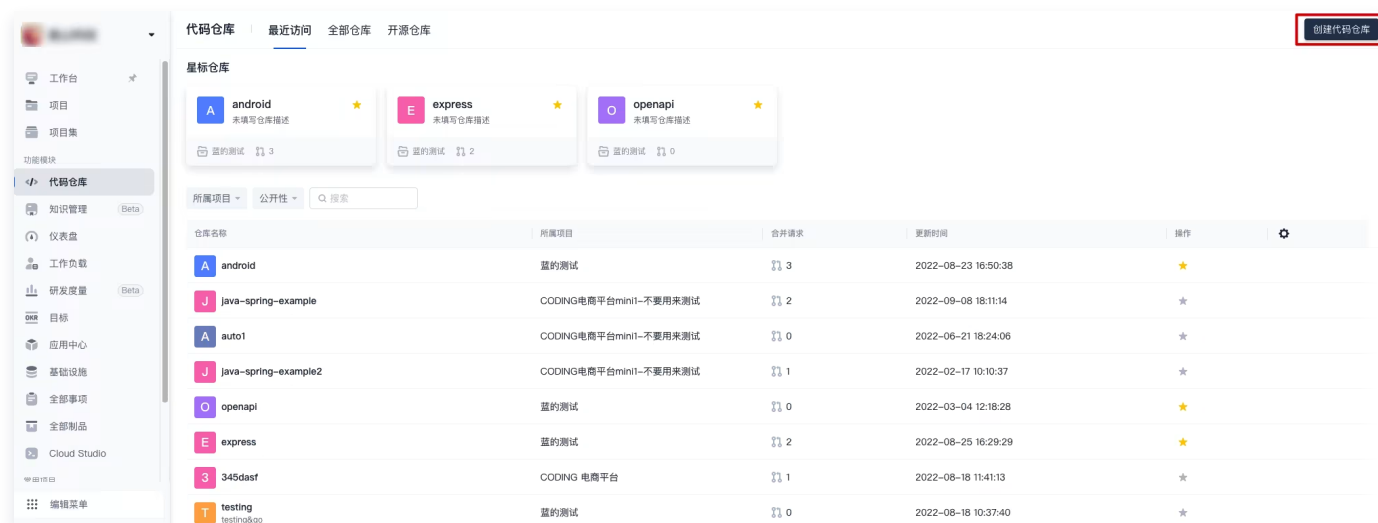 代码仓库 最近访问 全部仓库 开源仓库 创建代码仓库
工作台
项目
项目集
功能模块
代码仓库
知识管理 Beta
仪表盘
工作负载
研发度量 Beta
OKR 目标
应用中心
基础设施
全部事项
全部制品
Cloud Studio
编辑菜单
星标仓库
A android
未填写仓库描述
蓝的测试 3
E express
未填写仓库描述
蓝的测试 2
O openapi
未填写仓库描述
蓝的测试 0
所属项目 公开性 搜索
仓库名称 所属项目 合并请求 更新时间 操作
A android 蓝的测试 3 2022-08-23 16:50:38
J java-spring-example CODING电商平台mini1-不要用来测试 2 2022-09-08 18:11:14
A auto1 CODING电商平台mini1-不要用来测试 0 2022-06-21 18:24:06
J java-spring-example2 CODING电商平台mini1-不要用来测试 1 2022-02-17 10:10:37
O openapi 蓝的测试 0 2022-03-04 12:18:28
E express 蓝的测试 2 2022-08-25 16:29:29
3 345dasf CODING 电商平台 1 2022-08-18 11:41:13
T testing 蓝的测试 0 2022-08-18 10:37:40
testing&go